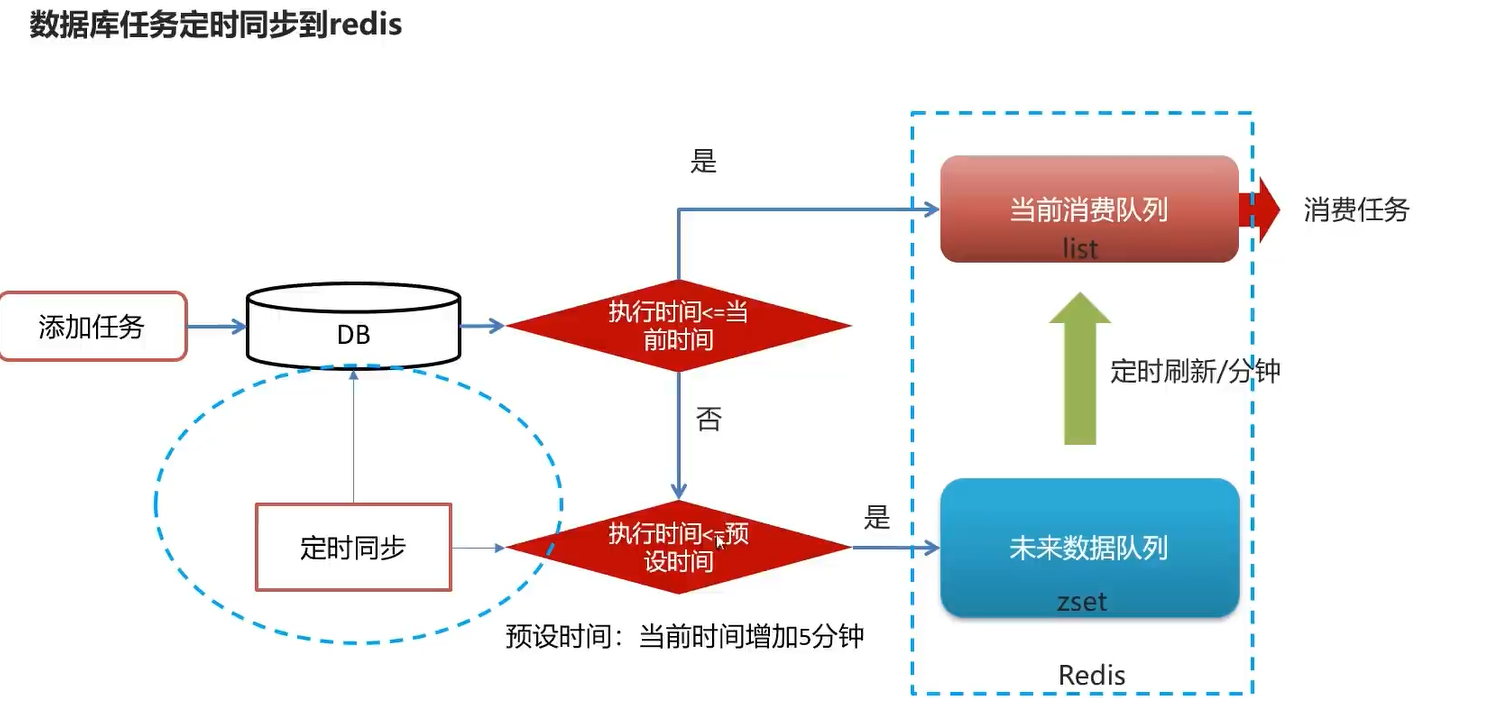 数据库任务定时同步到redis
是
当前消费队列
list
消费任务
添加任务
DB
执行时间<=当
前时间
定时刷新/分钟
否
定时同步
执行时间<=预
设时间
是
未来数据队列
zset
预设时间：当前时间增加5分钟
Redis